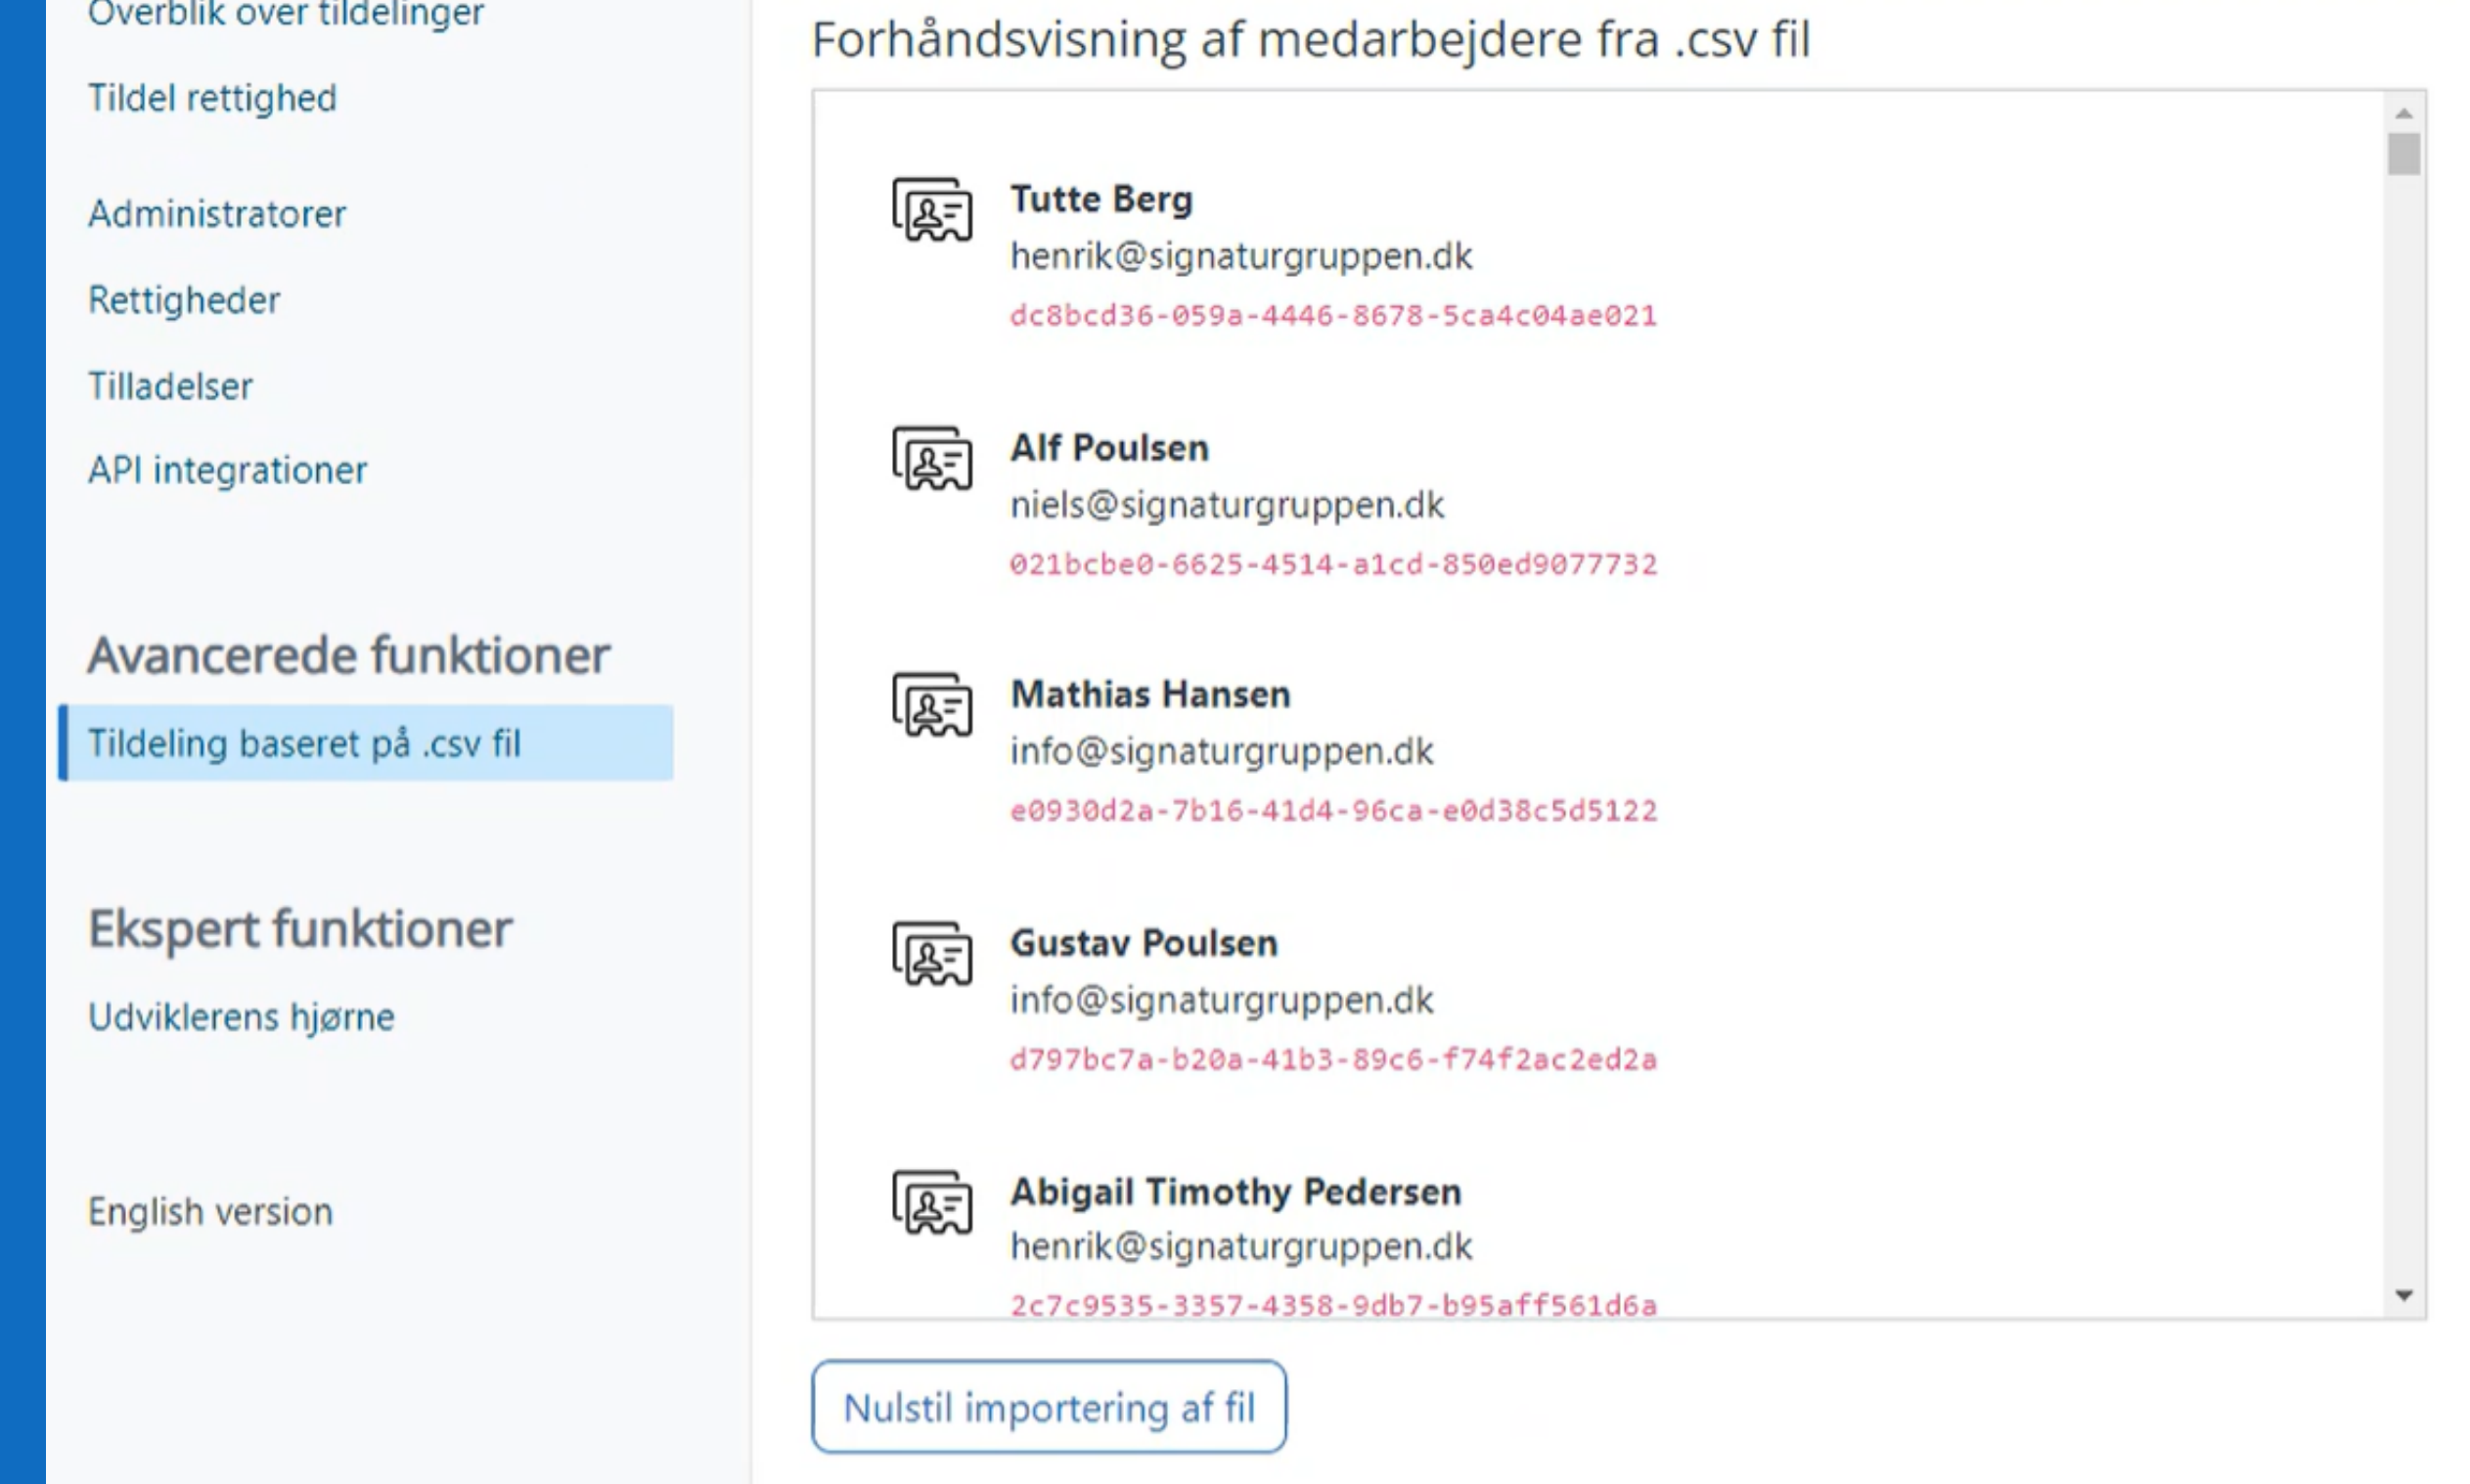 Overblik over tildelinger
Tildel rettighed
Administratorer
Rettigheder
Tilladelser
API integrationer
Avancerede funktioner
Tildeling baseret på .csv fil
Ekspert funktioner
Udviklerens hjørne
English version
Forhåndsvisning af medarbejdere fra .csv fil
Tutte Berg
henrik@signaturgruppen.dk
dc8bcd36-059a-4446-8678-5ca4c04ae021
Alf Poulsen
niels@signaturgruppen.dk
021bcbe0-6625-4514-a1cd-850ed9077732
Mathias Hansen
info@signaturgruppen.dk
e0930d2a-7b16-41d4-96ca-e0d38c5d5122
Gustav Poulsen
info@signaturgruppen.dk
d797bc7a-b20a-41b3-89c6-f74f2ac2ed2a
Abigail Timothy Pedersen
henrik@signaturgruppen.dk
2c7c9535-3357-4358-9db7-b95aff561d6a
Nulstil importering af fil